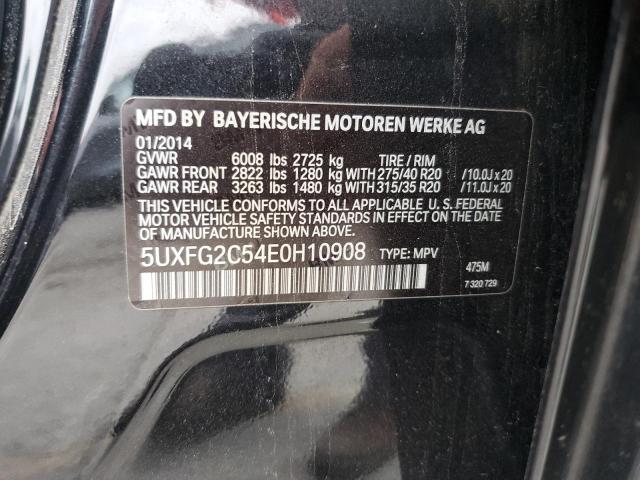 MFD BY BAYERISCHE MOTOREN WERKE AG
01/2014
GVWR 6008 lbs 2725 kg TIRE / RIM
GAWR FRONT 2822 lbs 1280 kg WITH 275/40 R20 /10.0J x 20
GAWR REAR 3263 lbs 1480 kg WITH 315/35 R20 /11.0J x 20
THIS VEHICLE CONFORMS TO ALL APPLICABLE U. S. FEDERAL
MOTOR VEHICLE SAFETY STANDARDS IN EFFECT ON THE DATE
OF MANUFACTURE SHOWN ABOVE.
5UXFG2C54E0H10908 TYPE: MPV
475M
7 320 729